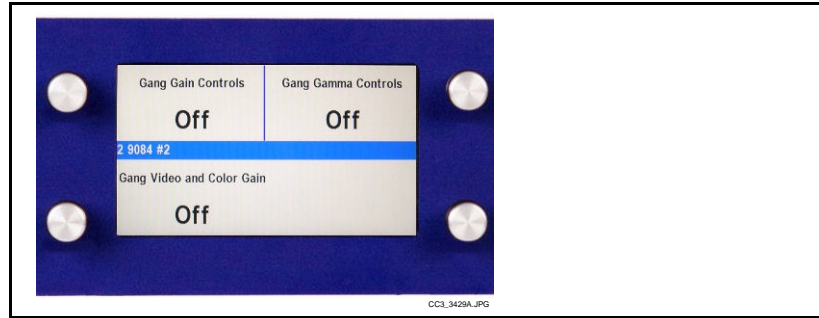 Gang Gain Controls
Gang Gamma Controls
Off
Off
2 9084 #2
Gang Video and Color Gain
Off
CC3_3429A.JPG